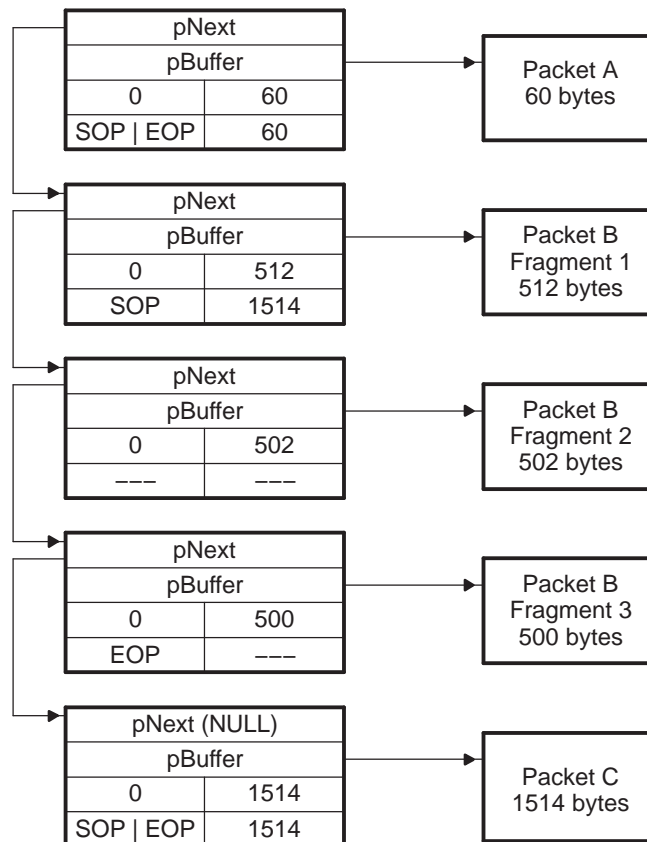 pNext
pBuffer
0 60
SOP | EOP 60
Packet A
60 bytes
pNext
pBuffer
0 512
SOP 1514
Packet B
Fragment 1
512 bytes
pNext
pBuffer
0 502
––– –––
Packet B
Fragment 2
502 bytes
pNext
pBuffer
0 500
EOP –––
Packet B
Fragment 3
500 bytes
pNext (NULL)
pBuffer
0 1514
SOP | EOP 1514
Packet C
1514 bytes